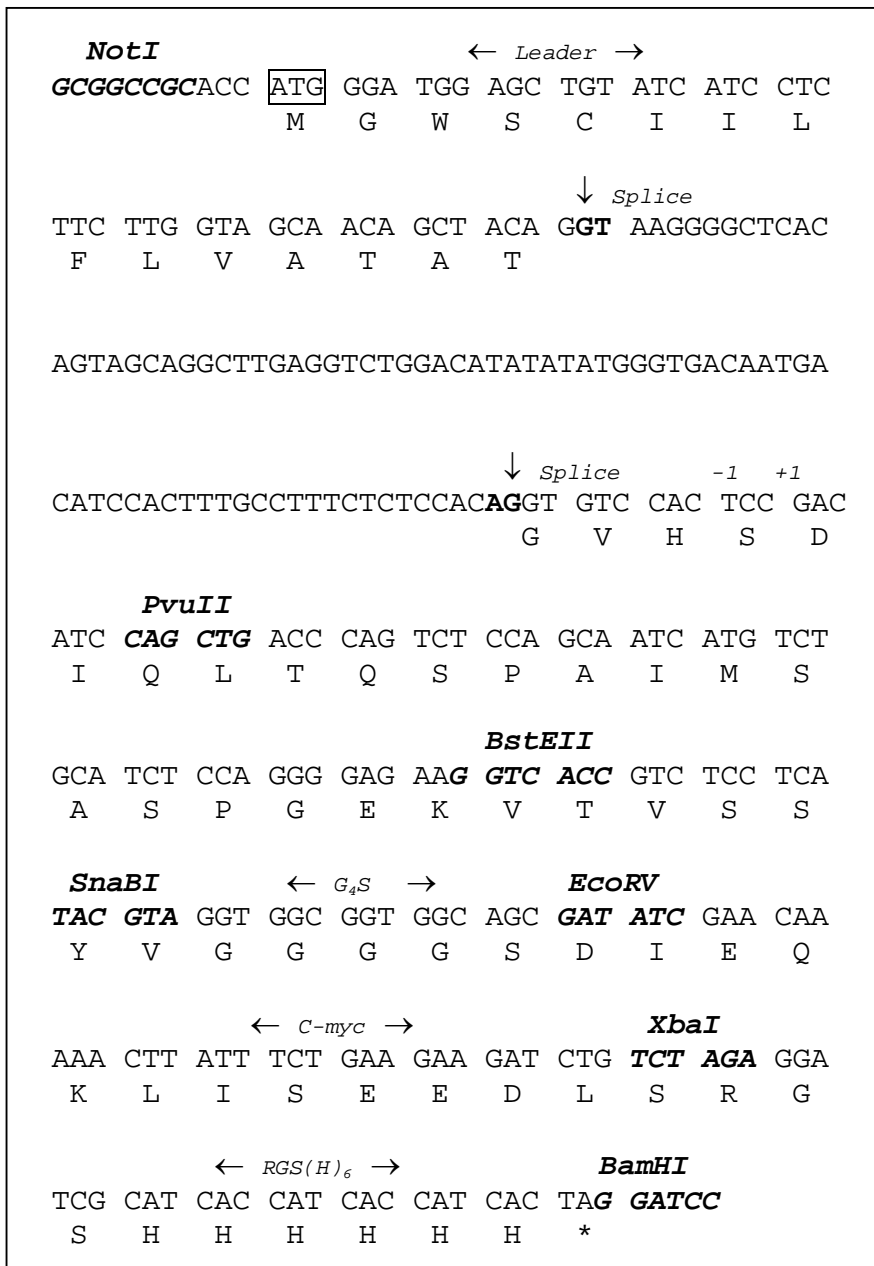 NotI ← Leader →
GCGGCCGCACC ATG GGA TGG AGC TGT ATC ATC CTC
M G W S C I I L
↓ Splice
TTC TTG GTA GCA ACA GCT ACA GGT AAGGGGCTCAC
F L V A T A T
AGTAGCAGGCTTGAGGTCTGGACATATATATGGGTGACAATGA
↓ Splice -1 +1
CATCCACTTTGCCTTTCTCTCCACAGGT GTC CAC TCC GAC
G V H S D
PvuII
ATC CAG CTG ACC CAG TCT CCA GCA ATC ATG TCT
I Q L T Q S P A I M S
BstEII
GCA TCT CCA GGG GAG AAG GTC ACC GTC TCC TCA
A S P G E K V T V S S
SnaBI ← G₄S → EcoRV
TAC GTA GGT GGC GGT GGC AGC GAT ATC GAA CAA
Y V G G G G S D I E Q
← C-myc → XbaI
AAA CTT ATT TCT GAA GAA GAT CTG TCT AGA GGA
K L I S E E D L S R G
← RGS(H)₆ → BamHI
TCG CAT CAC CAT CAC CAT CAC TAG GATCC
S H H H H H H *